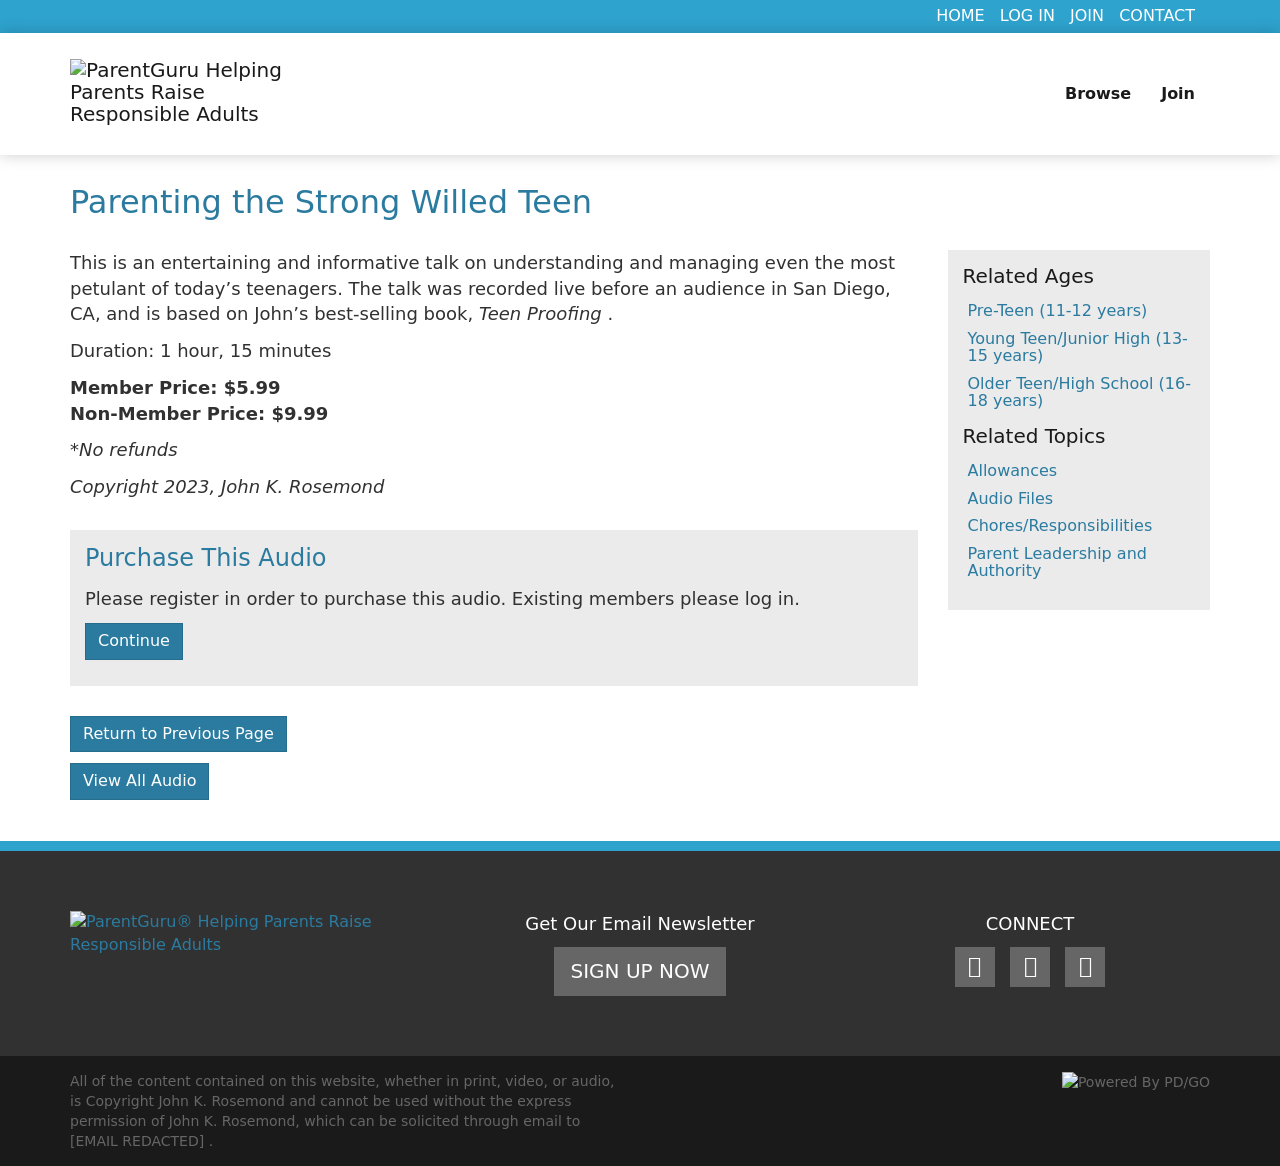 HOME LOG IN JOIN CONTACT
ParentGuru Helping
Parents Raise
Responsible Adults
Browse Join
Parenting the Strong Willed Teen
This is an entertaining and informative talk on understanding and managing even the most
petulant of today’s teenagers. The talk was recorded live before an audience in San Diego,
CA, and is based on John’s best-selling book, Teen Proofing .
Duration: 1 hour, 15 minutes
Member Price: $5.99
Non-Member Price: $9.99
*No refunds
Copyright 2023, John K. Rosemond
Purchase This Audio
Please register in order to purchase this audio. Existing members please log in.
Continue
Return to Previous Page
View All Audio
Related Ages
Pre-Teen (11-12 years)
Young Teen/Junior High (13-
15 years)
Older Teen/High School (16-
18 years)
Related Topics
Allowances
Audio Files
Chores/Responsibilities
Parent Leadership and
Authority
ParentGuru® Helping Parents Raise
Responsible Adults
Get Our Email Newsletter
SIGN UP NOW
CONNECT
All of the content contained on this website, whether in print, video, or audio,
is Copyright John K. Rosemond and cannot be used without the express
permission of John K. Rosemond, which can be solicited through email to
[EMAIL REDACTED] .
Powered By PD/GO